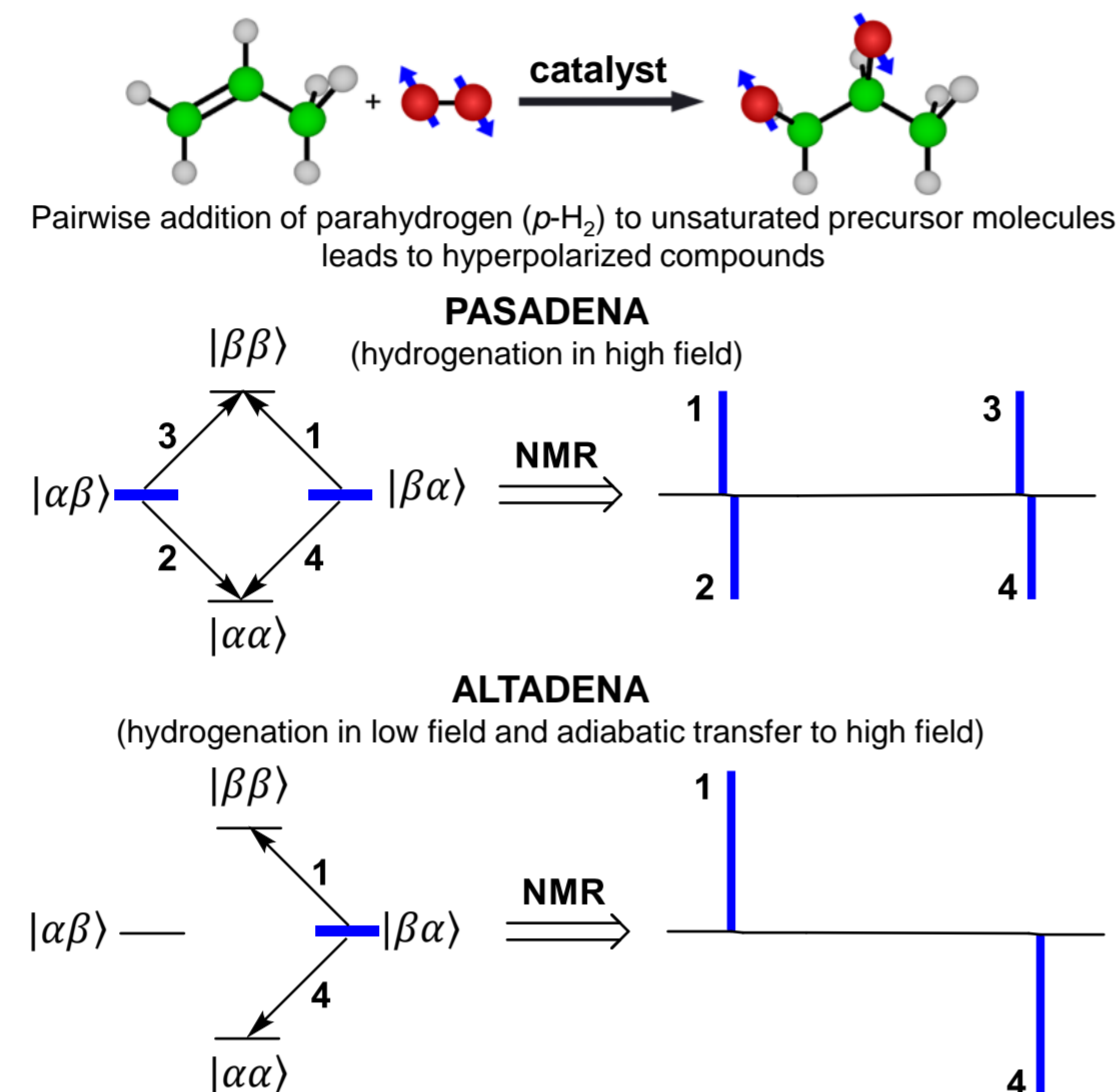 catalyst
+
Pairwise addition of parahydrogen (p-H₂) to unsaturated precursor molecules
leads to hyperpolarized compounds
PASADENA
(hydrogenation in high field)
|ββ⟩
3
1
|αβ⟩
|βα⟩
2
4
|αα⟩
NMR
1
3
2
4
ALTADENA
(hydrogenation in low field and adiabatic transfer to high field)
|ββ⟩
1
|αβ⟩
|βα⟩
4
|αα⟩
NMR
1
4